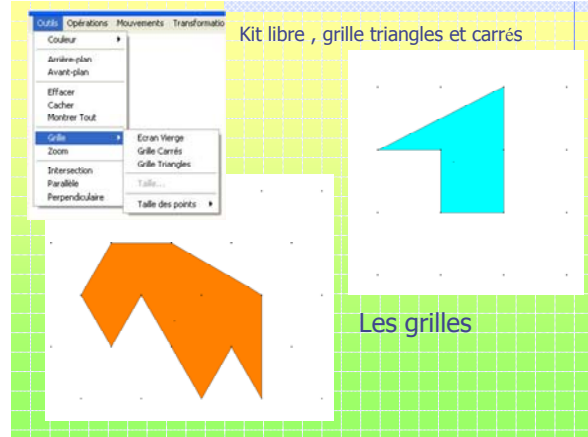 Outils Opérations Mouvements Transformatio
Kit libre , grille triangles et carrés
Couleur
Arrière-plan
Avant-plan
Effacer
Cacher
Montrer Tout
Grille
Zoom
Intersection
Parallèle
Perpendiculaire
Ecran Vierge
Grille Carrés
Grille Triangles
Taille...
Taille des points
Les grilles